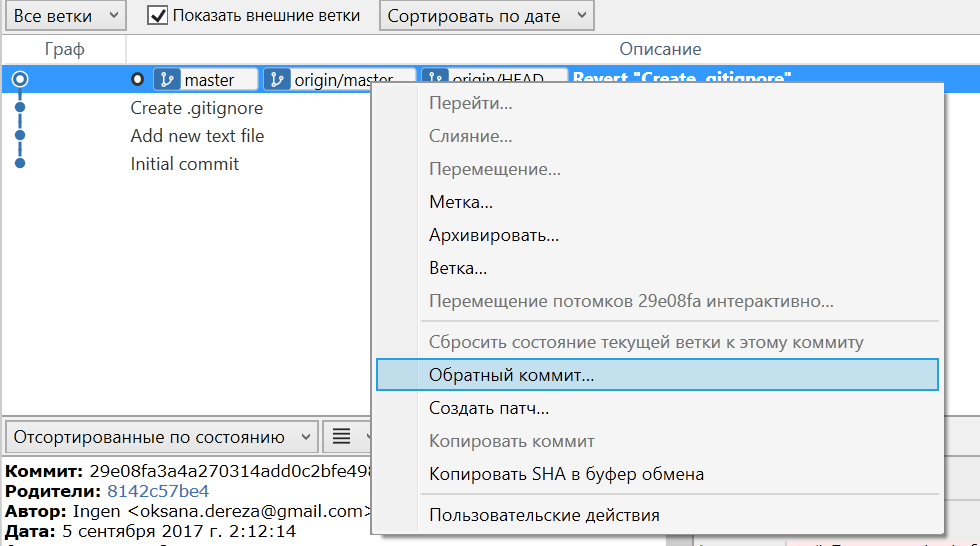 Все ветки Показать внешние ветки Сортировать по дате
Граф Описание
master origin/master origin/HEAD Revert "Create .gitignore"
Create .gitignore
Add new text file
Initial commit
Перейти...
Слияние...
Перемещение...
Метка...
Архивировать...
Ветка...
Перемещение потомков 29e08fa интерактивно...
Сбросить состояние текущей ветки к этому коммиту
Обратный коммит...
Создать патч...
Копировать коммит
Копировать SHA в буфер обмена
Пользовательские действия
Отсортированные по состоянию
Коммит: 29e08fa3a4a270314add0c2bfe49
Родители: 8142c57be4
Автор: Ingen <oksana.dereza@gmail.com>
Дата: 5 сентября 2017 г. 2:12:14